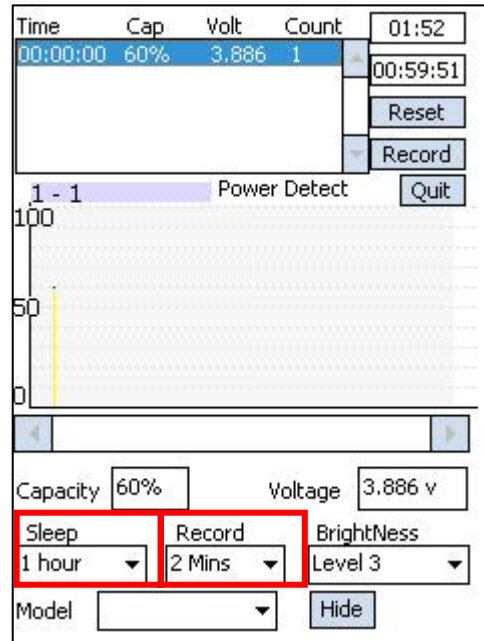 Time Cap Volt Count 01:52
00:00:00 60% 3.886 1
00:59:51
Reset
Record
1 - 1 Power Detect Quit
100
50
0
Capacity 60% Voltage 3.886 v
Sleep Record BrightNess
1 hour 2 Mins Level 3
Model Hide